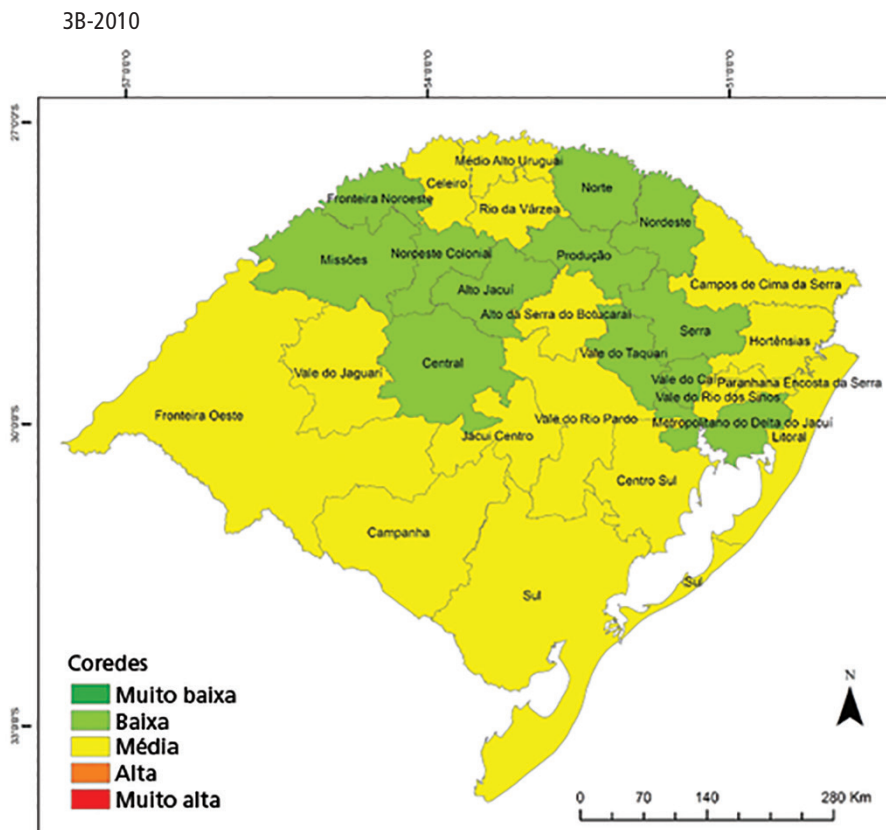 3B-2010
57°0'0"O
54°0'0"O
51°0'0"O
27°0'0"S
Médio Alto Uruguai
Celeiro
Norte
Fronteira Noroeste
Rio da Várzea
Nordeste
Noroeste Colonial
Produção
Missões
Campos de Cima da Serra
Alto Jacuí
Alto da Serra do Botucaraí
Serra
Hortênsias
Vale do Taquari
Central
Vale do Jaguari
Vale do Caí
Paranhana Encosta da Serra
Vale do Rio dos Sinos
Fronteira Oeste
Vale do Rio Pardo
Metropolitano do Delta do Jacuí
30°0'0"S
Jacuí Centro
Litoral
Centro Sul
Campanha
Sul
Sul
Coredes
Muito baixa
Baixa
Média
Alta
Muito alta
N
33°0'0"S
0 70 140 280 Km